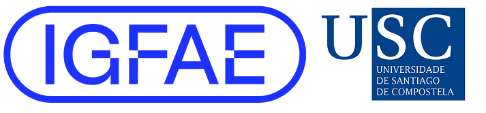 IGFAE
USC
UNIVERSIDADE
DE SANTIAGO
DE COMPOSTELA